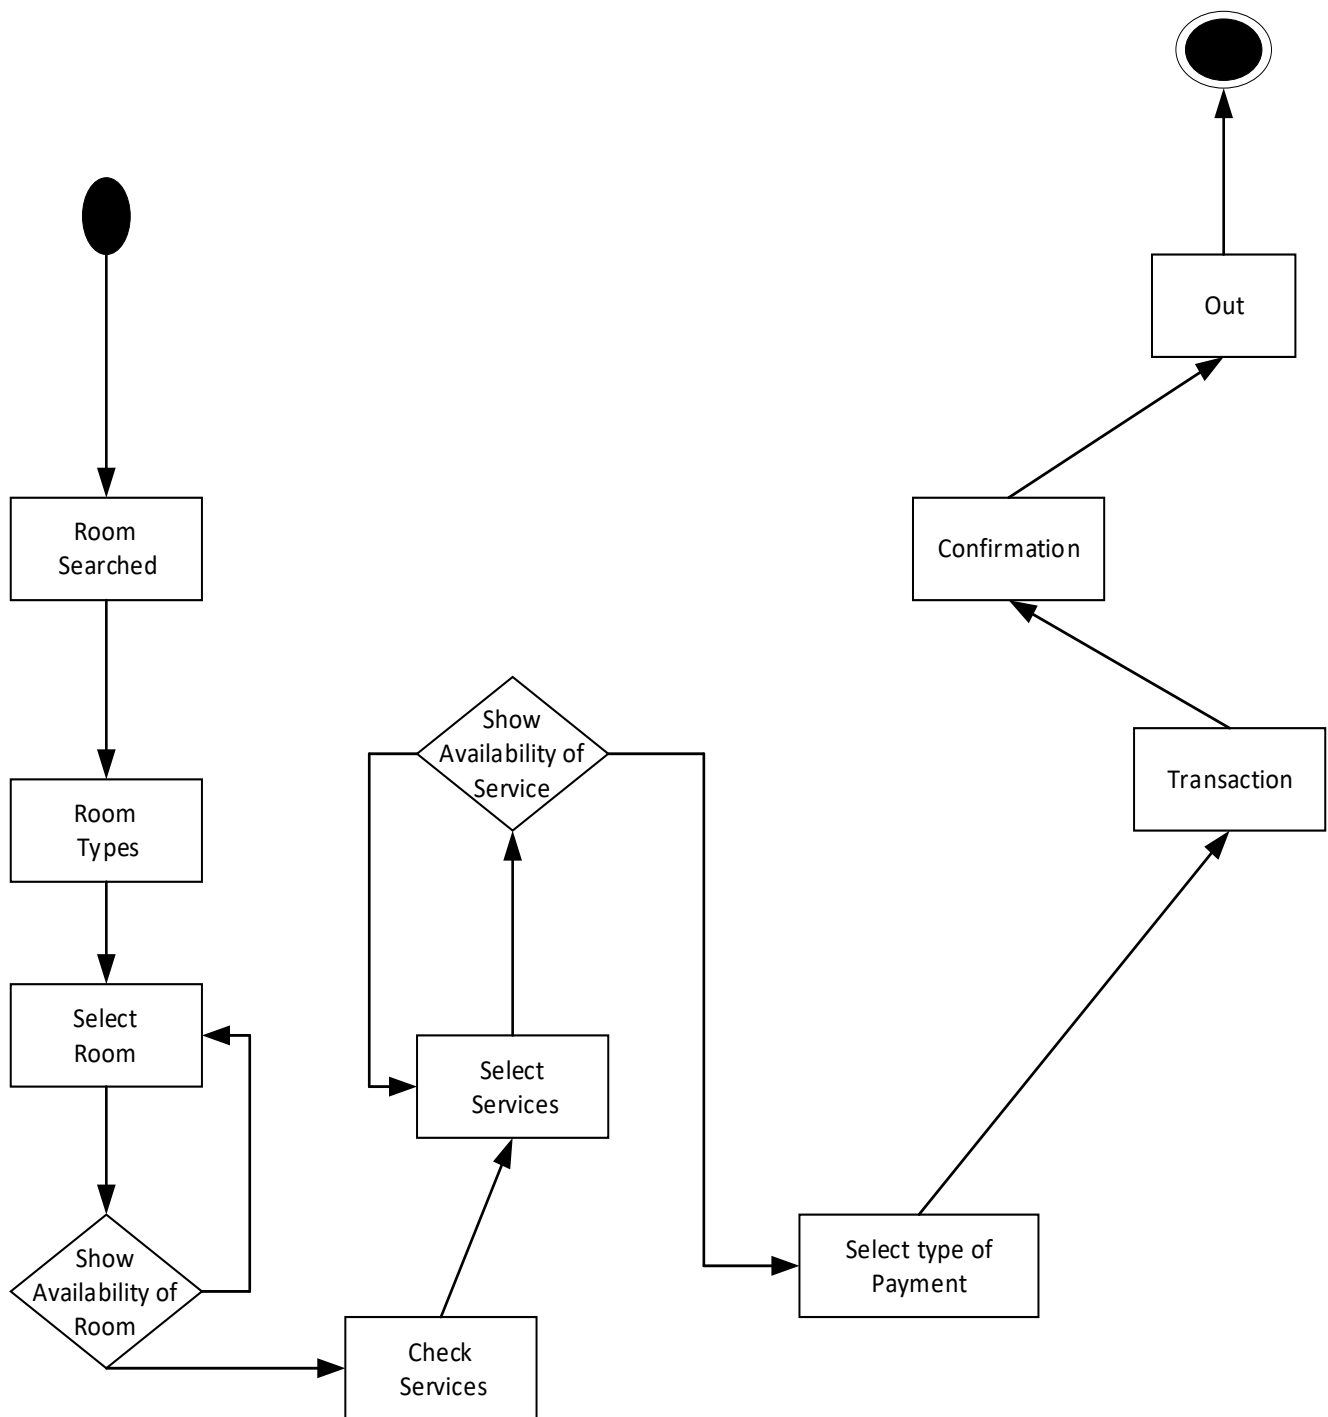 Room
Searched
Room
Types
Select
Room
Show
Availability of
Room
Check
Services
Select
Services
Show
Availability of
Service
Select type of
Payment
Transaction
Confirmation
Out